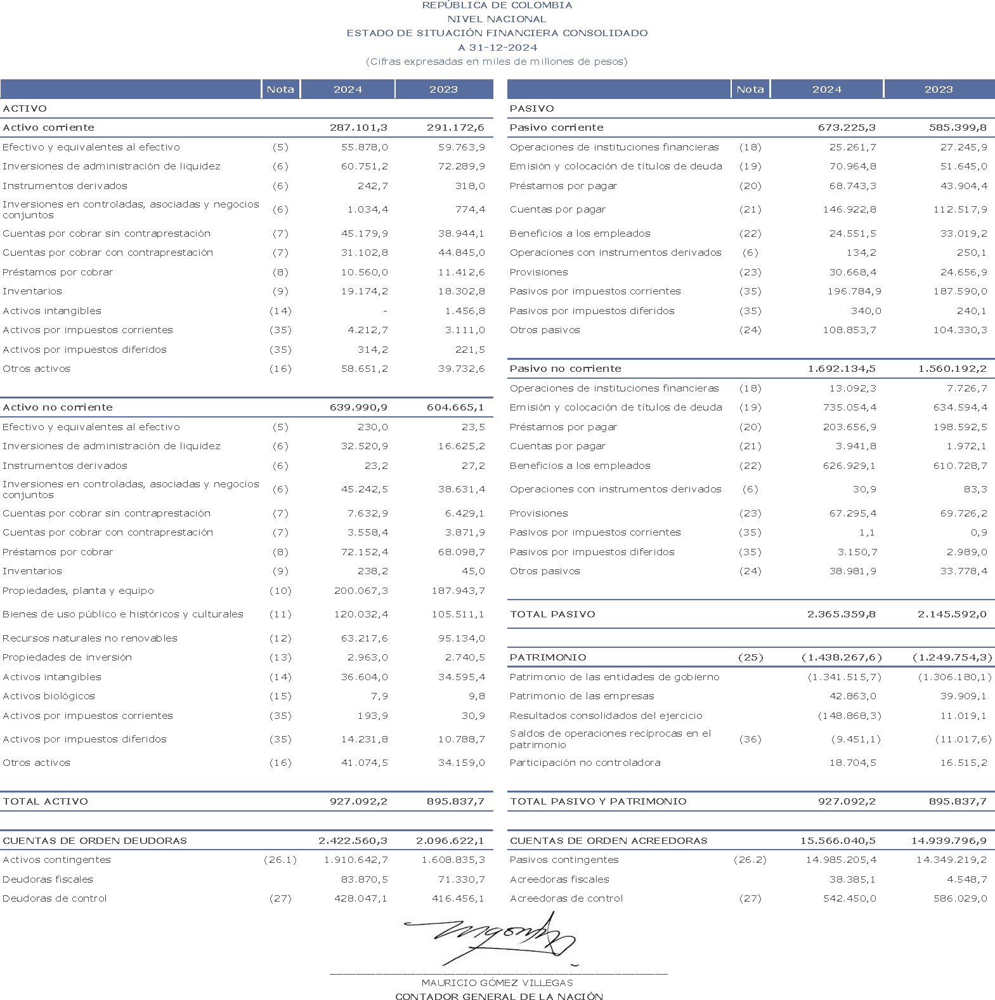 REPÚBLICA DE COLOMBIA
NIVEL NACIONAL
ESTADO DE SITUACIÓN FINANCIERA CONSOLIDADO
A 31-12-2024
(Cifras expresadas en miles de millones de pesos)
Nota 2024 2023
ACTIVO
Activo corriente 287.101,3 291.172,6
Efectivo y equivalentes al efectivo (5) 55.878,0 59.763,9
Inversiones de administración de liquidez (6) 60.751,2 72.289,9
Instrumentos derivados (6) 242,7 318,0
Inversiones en controladas, asociadas y negocios
conjuntos (6) 1.034,4 774,4
Cuentas por cobrar sin contraprestación (7) 45.179,9 38.944,1
Cuentas por cobrar con contraprestación (7) 31.102,8 44.845,0
Préstamos por cobrar (8) 10.560,0 11.412,6
Inventarios (9) 19.174,2 18.302,8
Activos intangibles (14) - 1.456,8
Activos por impuestos corrientes (35) 4.212,7 3.111,0
Activos por impuestos diferidos (35) 314,2 221,5
Otros activos (16) 58.651,2 39.732,6
Activo no corriente 639.990,9 604.665,1
Efectivo y equivalentes al efectivo (5) 230,0 23,5
Inversiones de administración de liquidez (6) 32.520,9 16.625,2
Instrumentos derivados (6) 23,2 27,2
Inversiones en controladas, asociadas y negocios
conjuntos (6) 45.242,5 38.631,4
Cuentas por cobrar sin contraprestación (7) 7.632,9 6.429,1
Cuentas por cobrar con contraprestación (7) 3.558,4 3.871,9
Préstamos por cobrar (8) 72.152,4 68.098,7
Inventarios (9) 238,2 45,0
Propiedades, planta y equipo (10) 200.067,3 187.943,7
Bienes de uso público e históricos y culturales (11) 120.032,4 105.511,1
Recursos naturales no renovables (12) 63.217,6 95.134,0
Propiedades de inversión (13) 2.963,0 2.740,5
Activos intangibles (14) 36.604,0 34.595,4
Activos biológicos (15) 7,9 9,8
Activos por impuestos corrientes (35) 193,9 30,9
Activos por impuestos diferidos (35) 14.231,8 10.788,7
Otros activos (16) 41.074,5 34.159,0
TOTAL ACTIVO 927.092,2 895.837,7
CUENTAS DE ORDEN DEUDORAS 2.422.560,3 2.096.622,1
Activos contingentes (26.1) 1.910.642,7 1.608.835,3
Deudoras fiscales 83.870,5 71.330,7
Deudoras de control (27) 428.047,1 416.456,1
Nota 2024 2023
PASIVO
Pasivo corriente 673.225,3 585.399,8
Operaciones de instituciones financieras (18) 25.261,7 27.245,9
Emisión y colocación de títulos de deuda (19) 70.964,8 51.645,0
Préstamos por pagar (20) 68.743,3 43.904,4
Cuentas por pagar (21) 146.922,8 112.517,9
Beneficios a los empleados (22) 24.551,5 33.019,2
Operaciones con instrumentos derivados (6) 134,2 250,1
Provisiones (23) 30.668,4 24.656,9
Pasivos por impuestos corrientes (35) 196.784,9 187.590,0
Pasivos por impuestos diferidos (35) 340,0 240,1
Otros pasivos (24) 108.853,7 104.330,3
Pasivo no corriente 1.692.134,5 1.560.192,2
Operaciones de instituciones financieras (18) 13.092,3 7.726,7
Emisión y colocación de títulos de deuda (19) 735.054,4 634.594,4
Préstamos por pagar (20) 203.656,9 198.592,5
Cuentas por pagar (21) 3.941,8 1.972,1
Beneficios a los empleados (22) 626.929,1 610.728,7
Operaciones con instrumentos derivados (6) 30,9 83,3
Provisiones (23) 67.295,4 69.726,2
Pasivos por impuestos corrientes (35) 1,1 0,9
Pasivos por impuestos diferidos (35) 3.150,7 2.989,0
Otros pasivos (24) 38.981,9 33.778,4
TOTAL PASIVO 2.365.359,8 2.145.592,0
PATRIMONIO (25) (1.438.267,6) (1.249.754,3)
Patrimonio de las entidades de gobierno (1.341.515,7) (1.306.180,1)
Patrimonio de las empresas 42.863,0 39.909,1
Resultados consolidados del ejercicio (148.868,3) 11.019,1
Saldos de operaciones recíprocas en el
patrimonio (36) (9.451,1) (11.017,6)
Participación no controladora 18.704,5 16.515,2
TOTAL PASIVO Y PATRIMONIO 927.092,2 895.837,7
CUENTAS DE ORDEN ACREEDORAS 15.566.040,5 14.939.796,9
Pasivos contingentes (26.2) 14.985.205,4 14.349.219,2
Acreedoras fiscales 38.385,1 4.548,7
Acreedoras de control (27) 542.450,0 586.029,0
MAURICIO GÓMEZ VILLEGAS
CONTADOR GENERAL DE LA NACIÓN